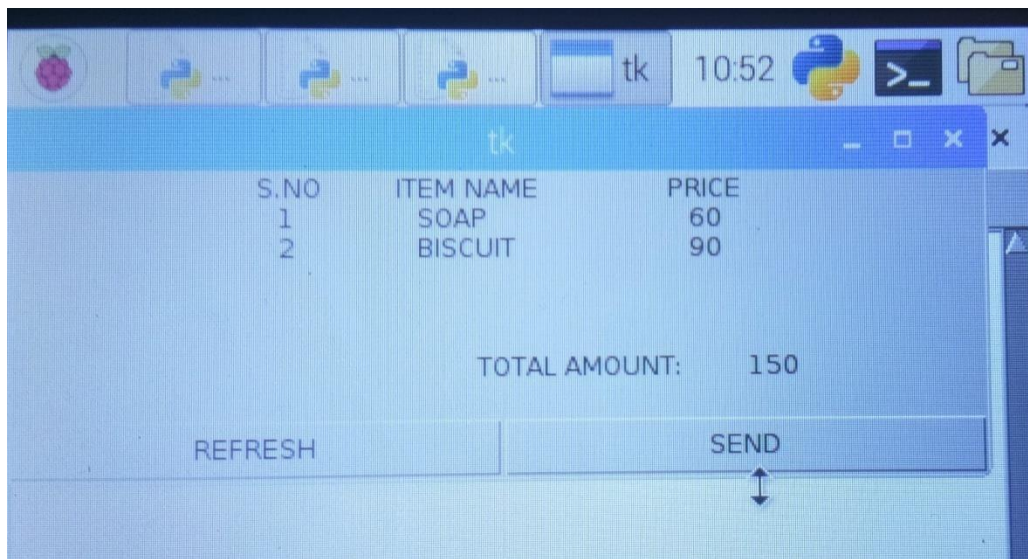 ... ... ... tk 10:52 >_
tk
S.NO ITEM NAME PRICE
1 SOAP 60
2 BISCUIT 90
TOTAL AMOUNT: 150
REFRESH SEND